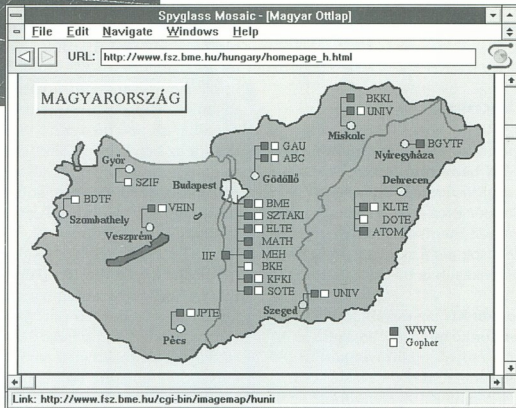 Spyglass Mosaic - [Magyar Ottlap]
File Edit Navigate Windows Help
URL: http://www.fsz.bme.hu/hungary/homepage_h.html
MAGYARORSZÁG
BKKL
UNIV
Miskolc
GAU
ABC
Gödöllő
BGYTF
Nyíregyháza
Győr
SZIF
Budapest
Debrecen
BDTF
Szombathely
VEIN
Veszprém
BME
SZTAKI
ELTE
MATH
IIF
MEH
BKE
KFKI
SOTE
KLTE
DOTE
ATOM
UNIV
Szeged
JPTE
Pécs
WWW
Gopher
Link: http://www.fsz.bme.hu/cgi-bin/imagemap/hunir